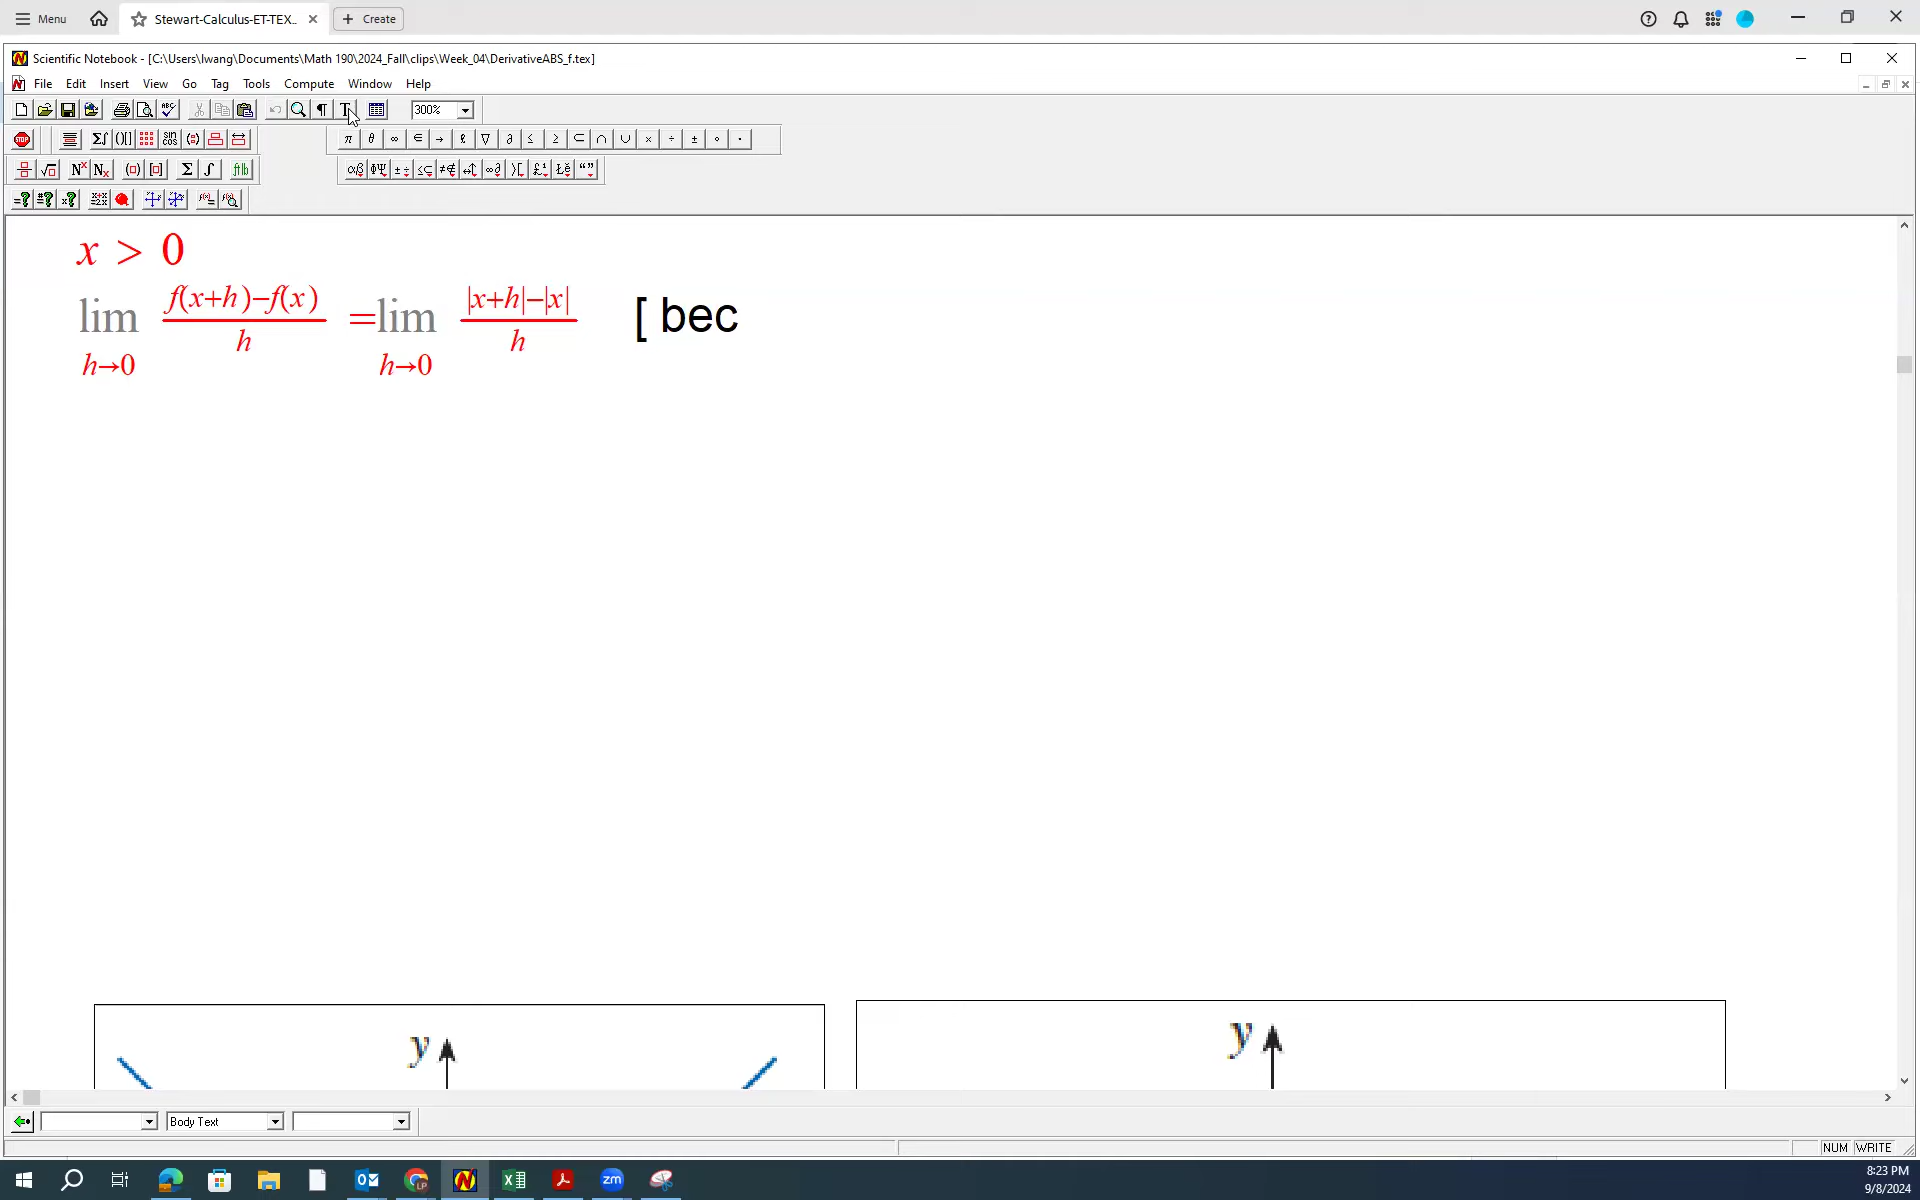 Menu
Stewart-Calculus-ET-TEX..
Create
Scientific Notebook - [C:\Users\lwang\Documents\Math 190\2024_Fall\clips\Week_04\DerivativeABS_f.tex]
File Edit Insert View Go Tag Tools Compute Window Help
300%
x > 0
lim h→0 f(x+h)−f(x) / h = lim h→0 |x+h|−|x| / h [ bec
y
y
Body Text
NUM WRITE
8:23 PM
9/8/2024